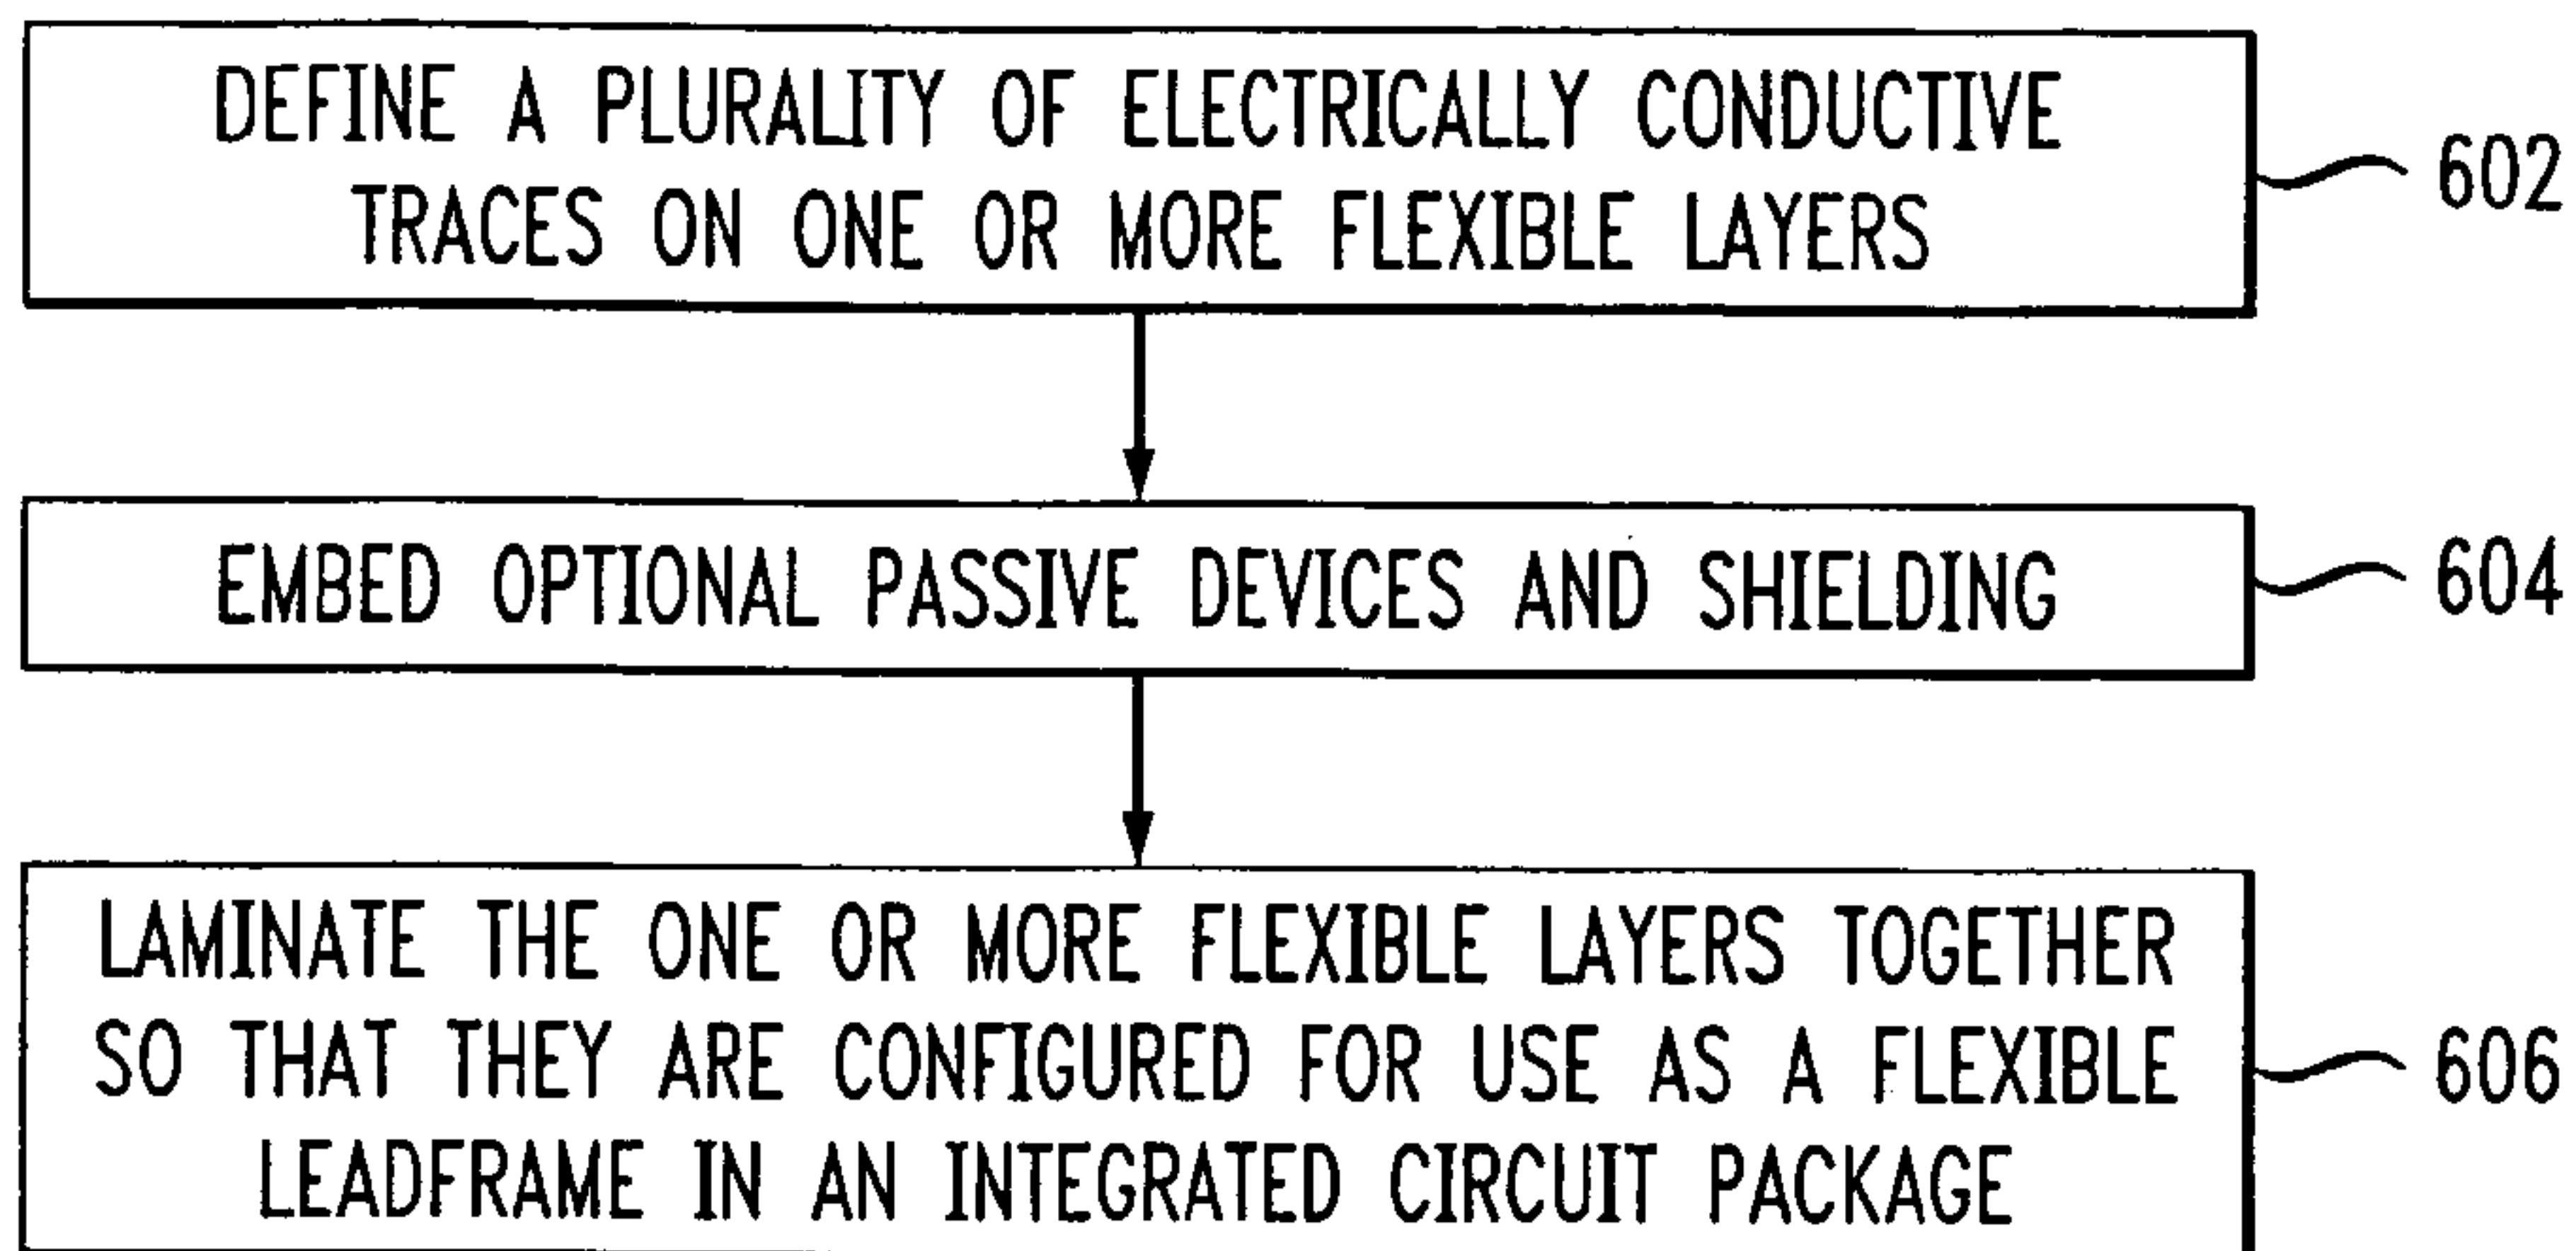 DEFINE A PLURALITY OF ELECTRICALLY CONDUCTIVE
TRACES ON ONE OR MORE FLEXIBLE LAYERS
602
EMBED OPTIONAL PASSIVE DEVICES AND SHIELDING
604
LAMINATE THE ONE OR MORE FLEXIBLE LAYERS TOGETHER
SO THAT THEY ARE CONFIGURED FOR USE AS A FLEXIBLE
LEADFRAME IN AN INTEGRATED CIRCUIT PACKAGE
606